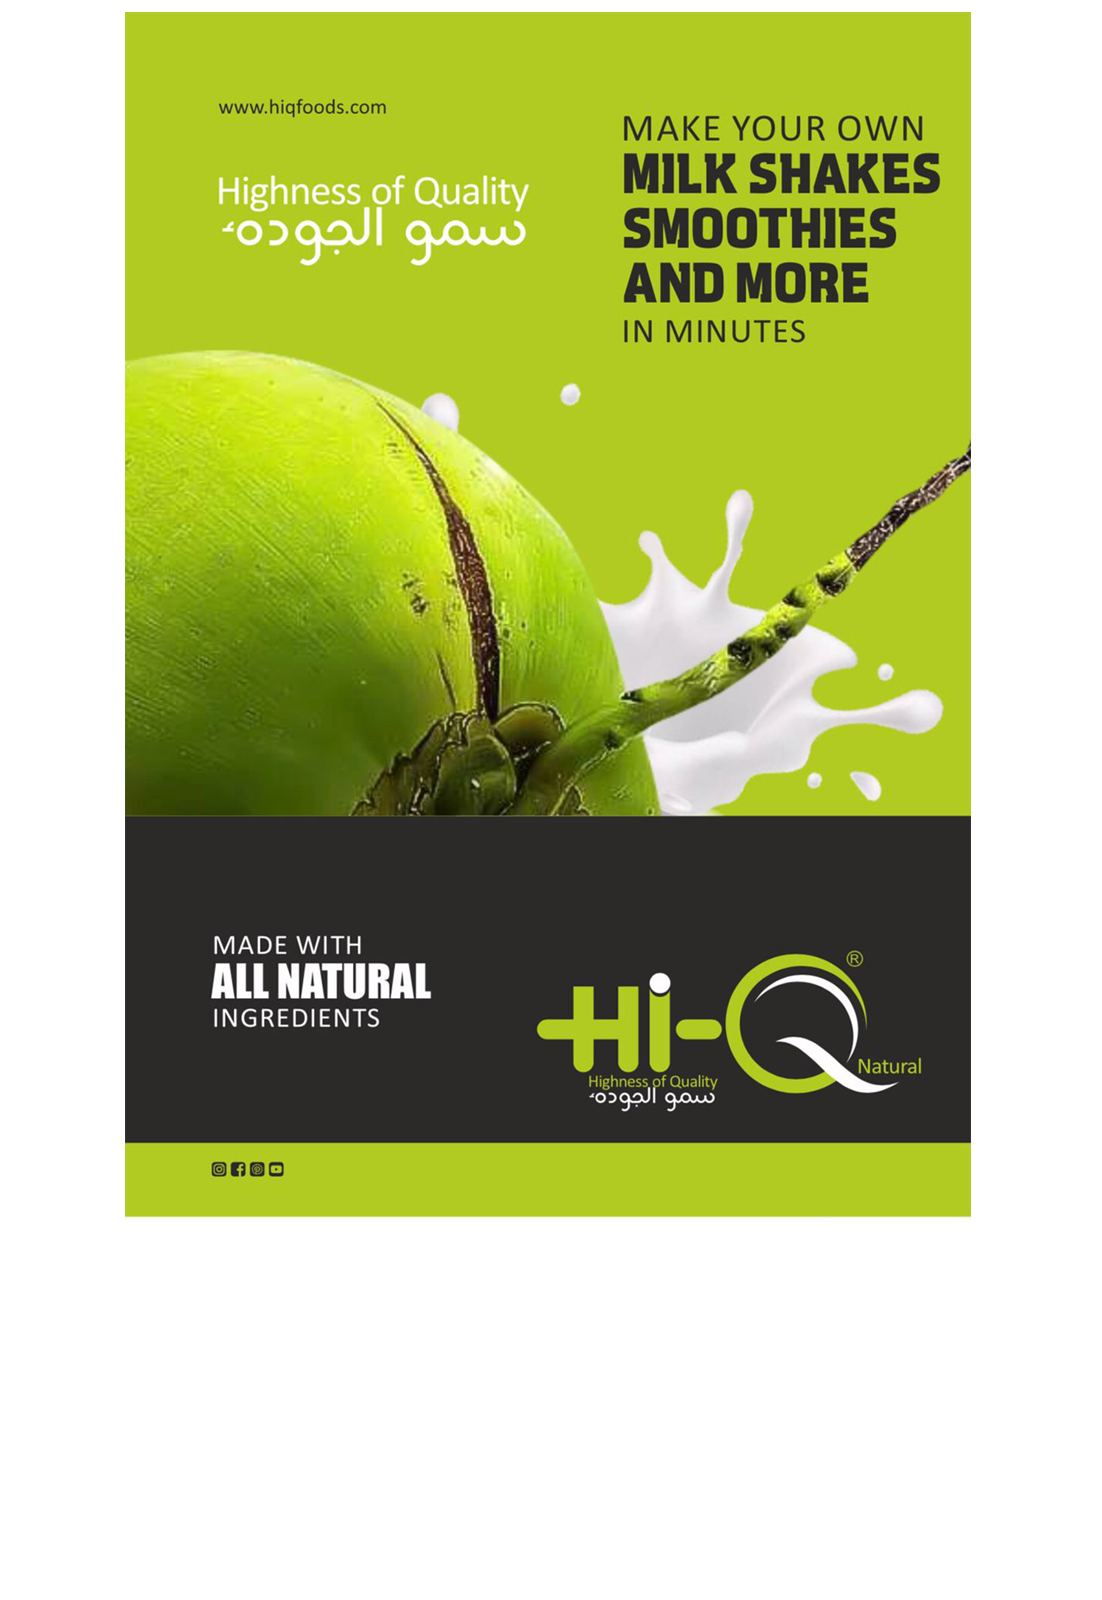 www.hiqfoods.com
Highness of Quality
سمو الجوده
MAKE YOUR OWN
MILK SHAKES
SMOOTHIES
AND MORE
IN MINUTES
MADE WITH
ALL NATURAL
INGREDIENTS
Hi-Q®
Natural
Highness of Quality
سمو الجوده